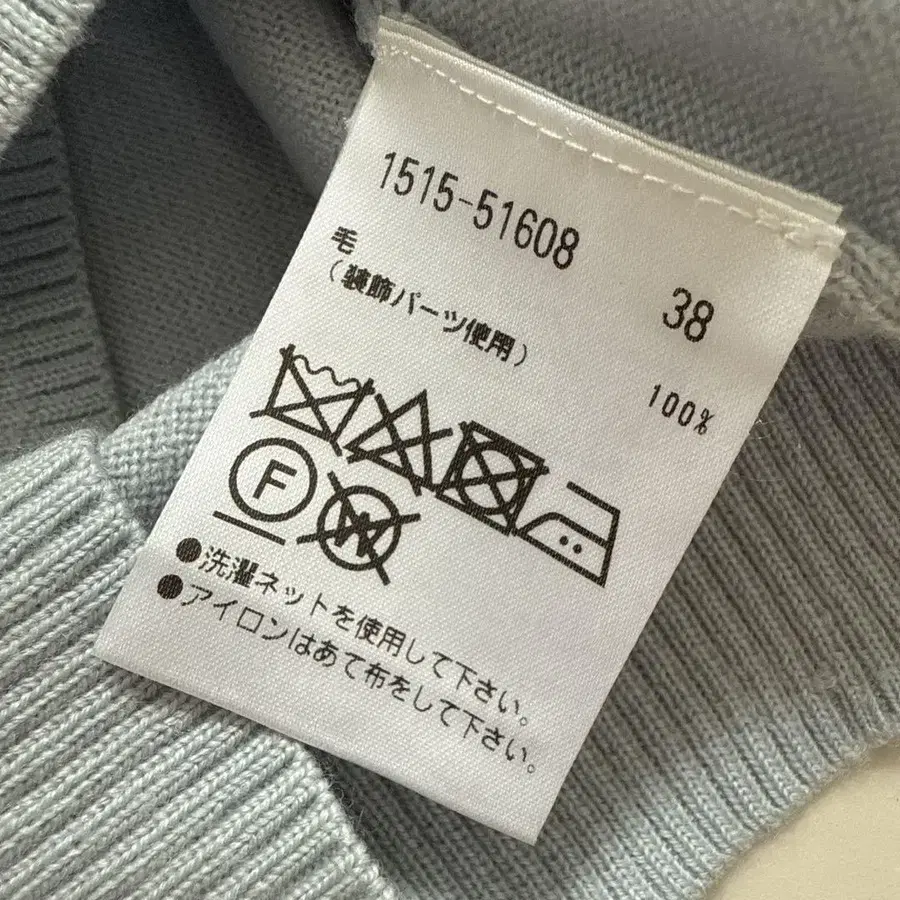 1515-51608
38
毛
100%
(装飾パーツ使用)
F
W
●洗濯ネットを使用して下さい。
●アイロンはあて布をして下さい。